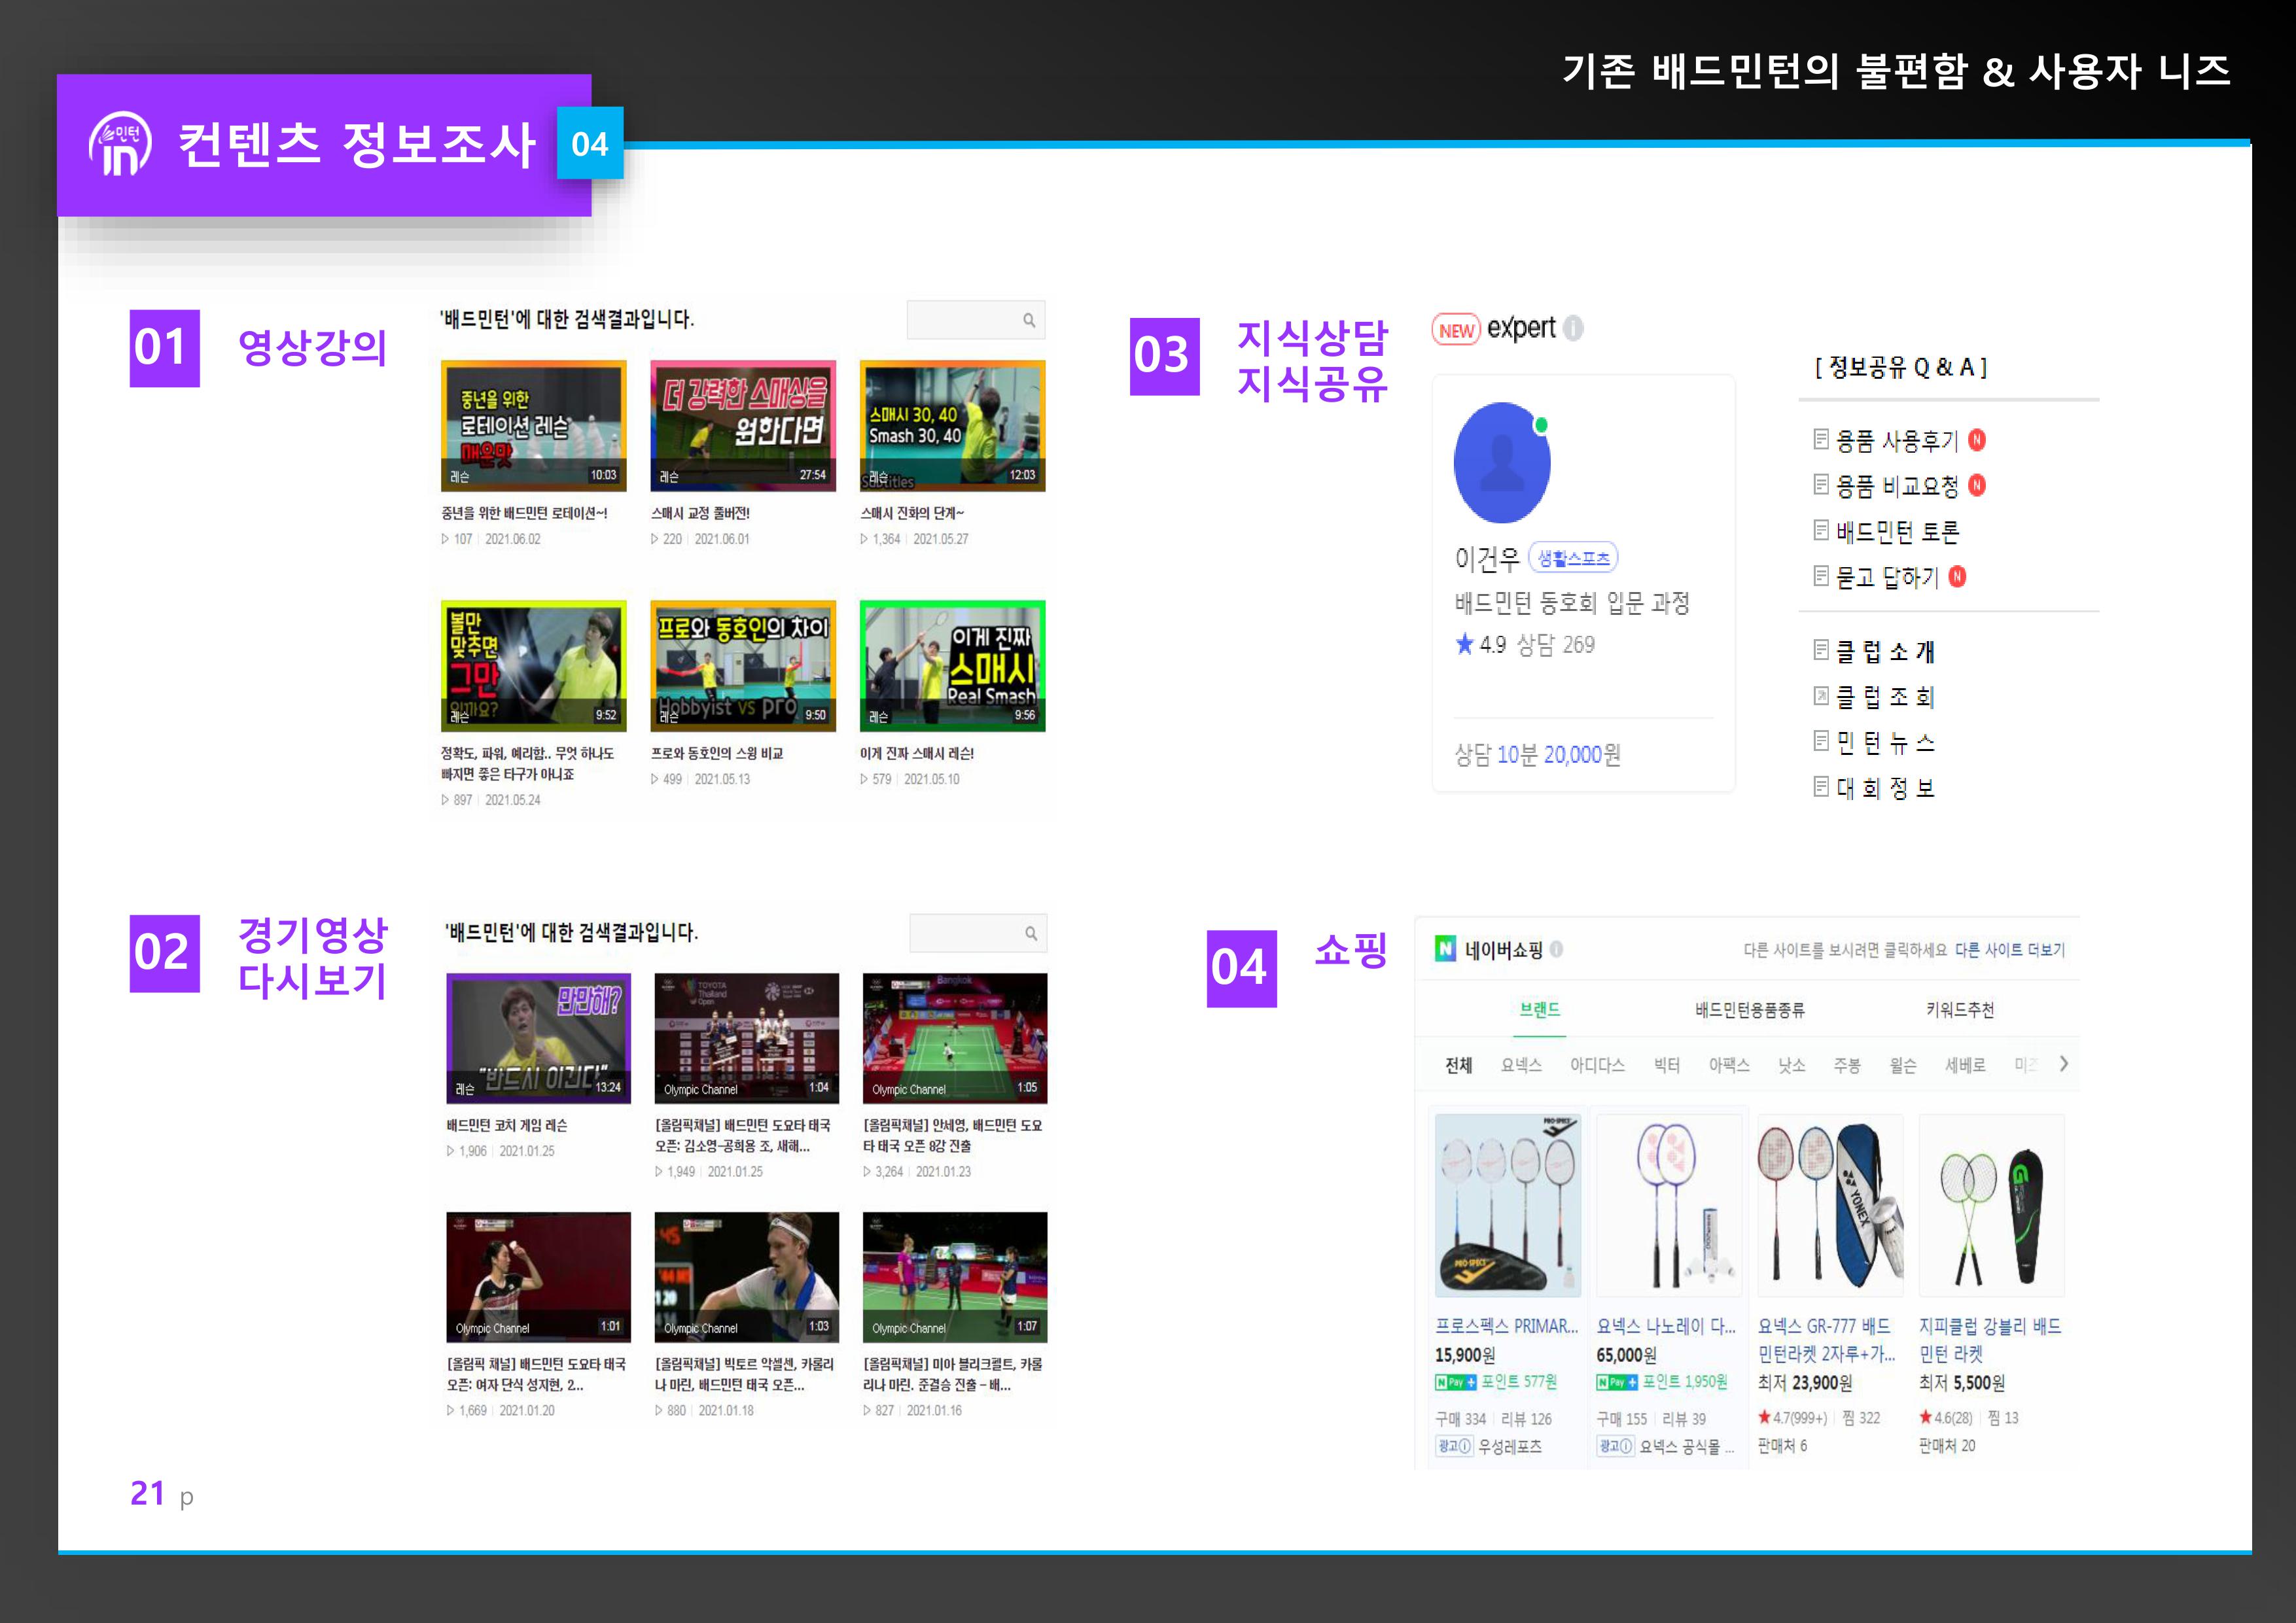 기존 배드민턴의 불편함 & 사용자 니즈
민턴
in
컨텐츠 정보조사
04
01
영상강의
'배드민턴'에 대한 검색결과입니다.
중년을 위한
로테이션 레슨
매운맛
레슨
10:03
더 강력한 스매싱을
원한다면
레슨
27:54
스매시 30, 40
Smash 30, 40
레슨
Subtitles
12:03
중년을 위한 배드민턴 로테이션~!
107 | 2021.06.02
스매시 교정 풀버전!
220 | 2021.06.01
스매시 진화의 단계~
1,364 | 2021.05.27
볼만
맞추면
그만
레슨
9:52
프로와 동호인의 차이
Hobbyist vs pro
레슨
9:50
이게 진짜
스매시
Real Smash
레슨
9:56
정확도, 파워, 예리함.. 무엇 하나도
빠지면 좋은 타구가 아니죠
897 | 2021.05.24
프로와 동호인의 스윙 비교
499 | 2021.05.13
이게 진짜 스매시 레슨!
579 | 2021.05.10
02
경기영상
다시보기
'배드민턴'에 대한 검색결과입니다.
만만해?
"반드시 이긴다"
레슨
13:24
TOYOTA
Thailand
Open
Olympic Channel
1:04
Bangkok
Olympic Channel
1:05
배드민턴 코치 게임 레슨
1,906 | 2021.01.25
[올림픽채널] 배드민턴 도요타 태국
오픈: 김소영-공희용 조, 새해...
1,949 | 2021.01.25
[올림픽채널] 안세영, 배드민턴 도요
타 태국 오픈 8강 진출
3,264 | 2021.01.23
Olympic Channel
1:01
45
Olympic Channel
1:03
Olympic Channel
1:07
[올림픽 채널] 배드민턴 도요타 태국
오픈: 여자 단식 성지현, 2...
1,669 | 2021.01.20
[올림픽채널] 빅토르 악셀센, 카롤리
나 마린, 배드민턴 태국 오픈...
880 | 2021.01.18
[올림픽채널] 미아 블리크펠트, 카롤
리나 마린. 준결승 진출 – 배...
827 | 2021.01.16
03
지식상담
지식공유
NEW expert
이건우 생활스포츠
배드민턴 동호회 입문 과정
★ 4.9 상담 269
상담 10분 20,000원
[ 정보공유 Q & A ]
용품 사용후기 N
용품 비교요청 N
배드민턴 토론
묻고 답하기 N
클 럽 소 개
클 럽 조 회
민 턴 뉴 스
대 회 정 보
04
쇼핑
N 네이버쇼핑
다른 사이트를 보시려면 클릭하세요 다른 사이트 더보기
브랜드 배드민턴용품종류 키워드추천
전체 요넥스 아디다스 빅터 아팩스 낫소 주봉 윌슨 세베로 미즈
PRO-SPECS
PRO-SPECS
YONEX
G
프로스펙스 PRIMAR...
15,900원
N Pay + 포인트 577원
구매 334 | 리뷰 126
광고 우성레포츠
요넥스 나노레이 다...
65,000원
N Pay + 포인트 1,950원
구매 155 | 리뷰 39
광고 요넥스 공식몰 ...
요넥스 GR-777 배드
민턴라켓 2자루+가...
최저 23,900원
★ 4.7(999+) | 찜 322
판매처 6
지피클럽 강블리 배드
민턴 라켓
최저 5,500원
★ 4.6(28) | 찜 13
판매처 20
21 p